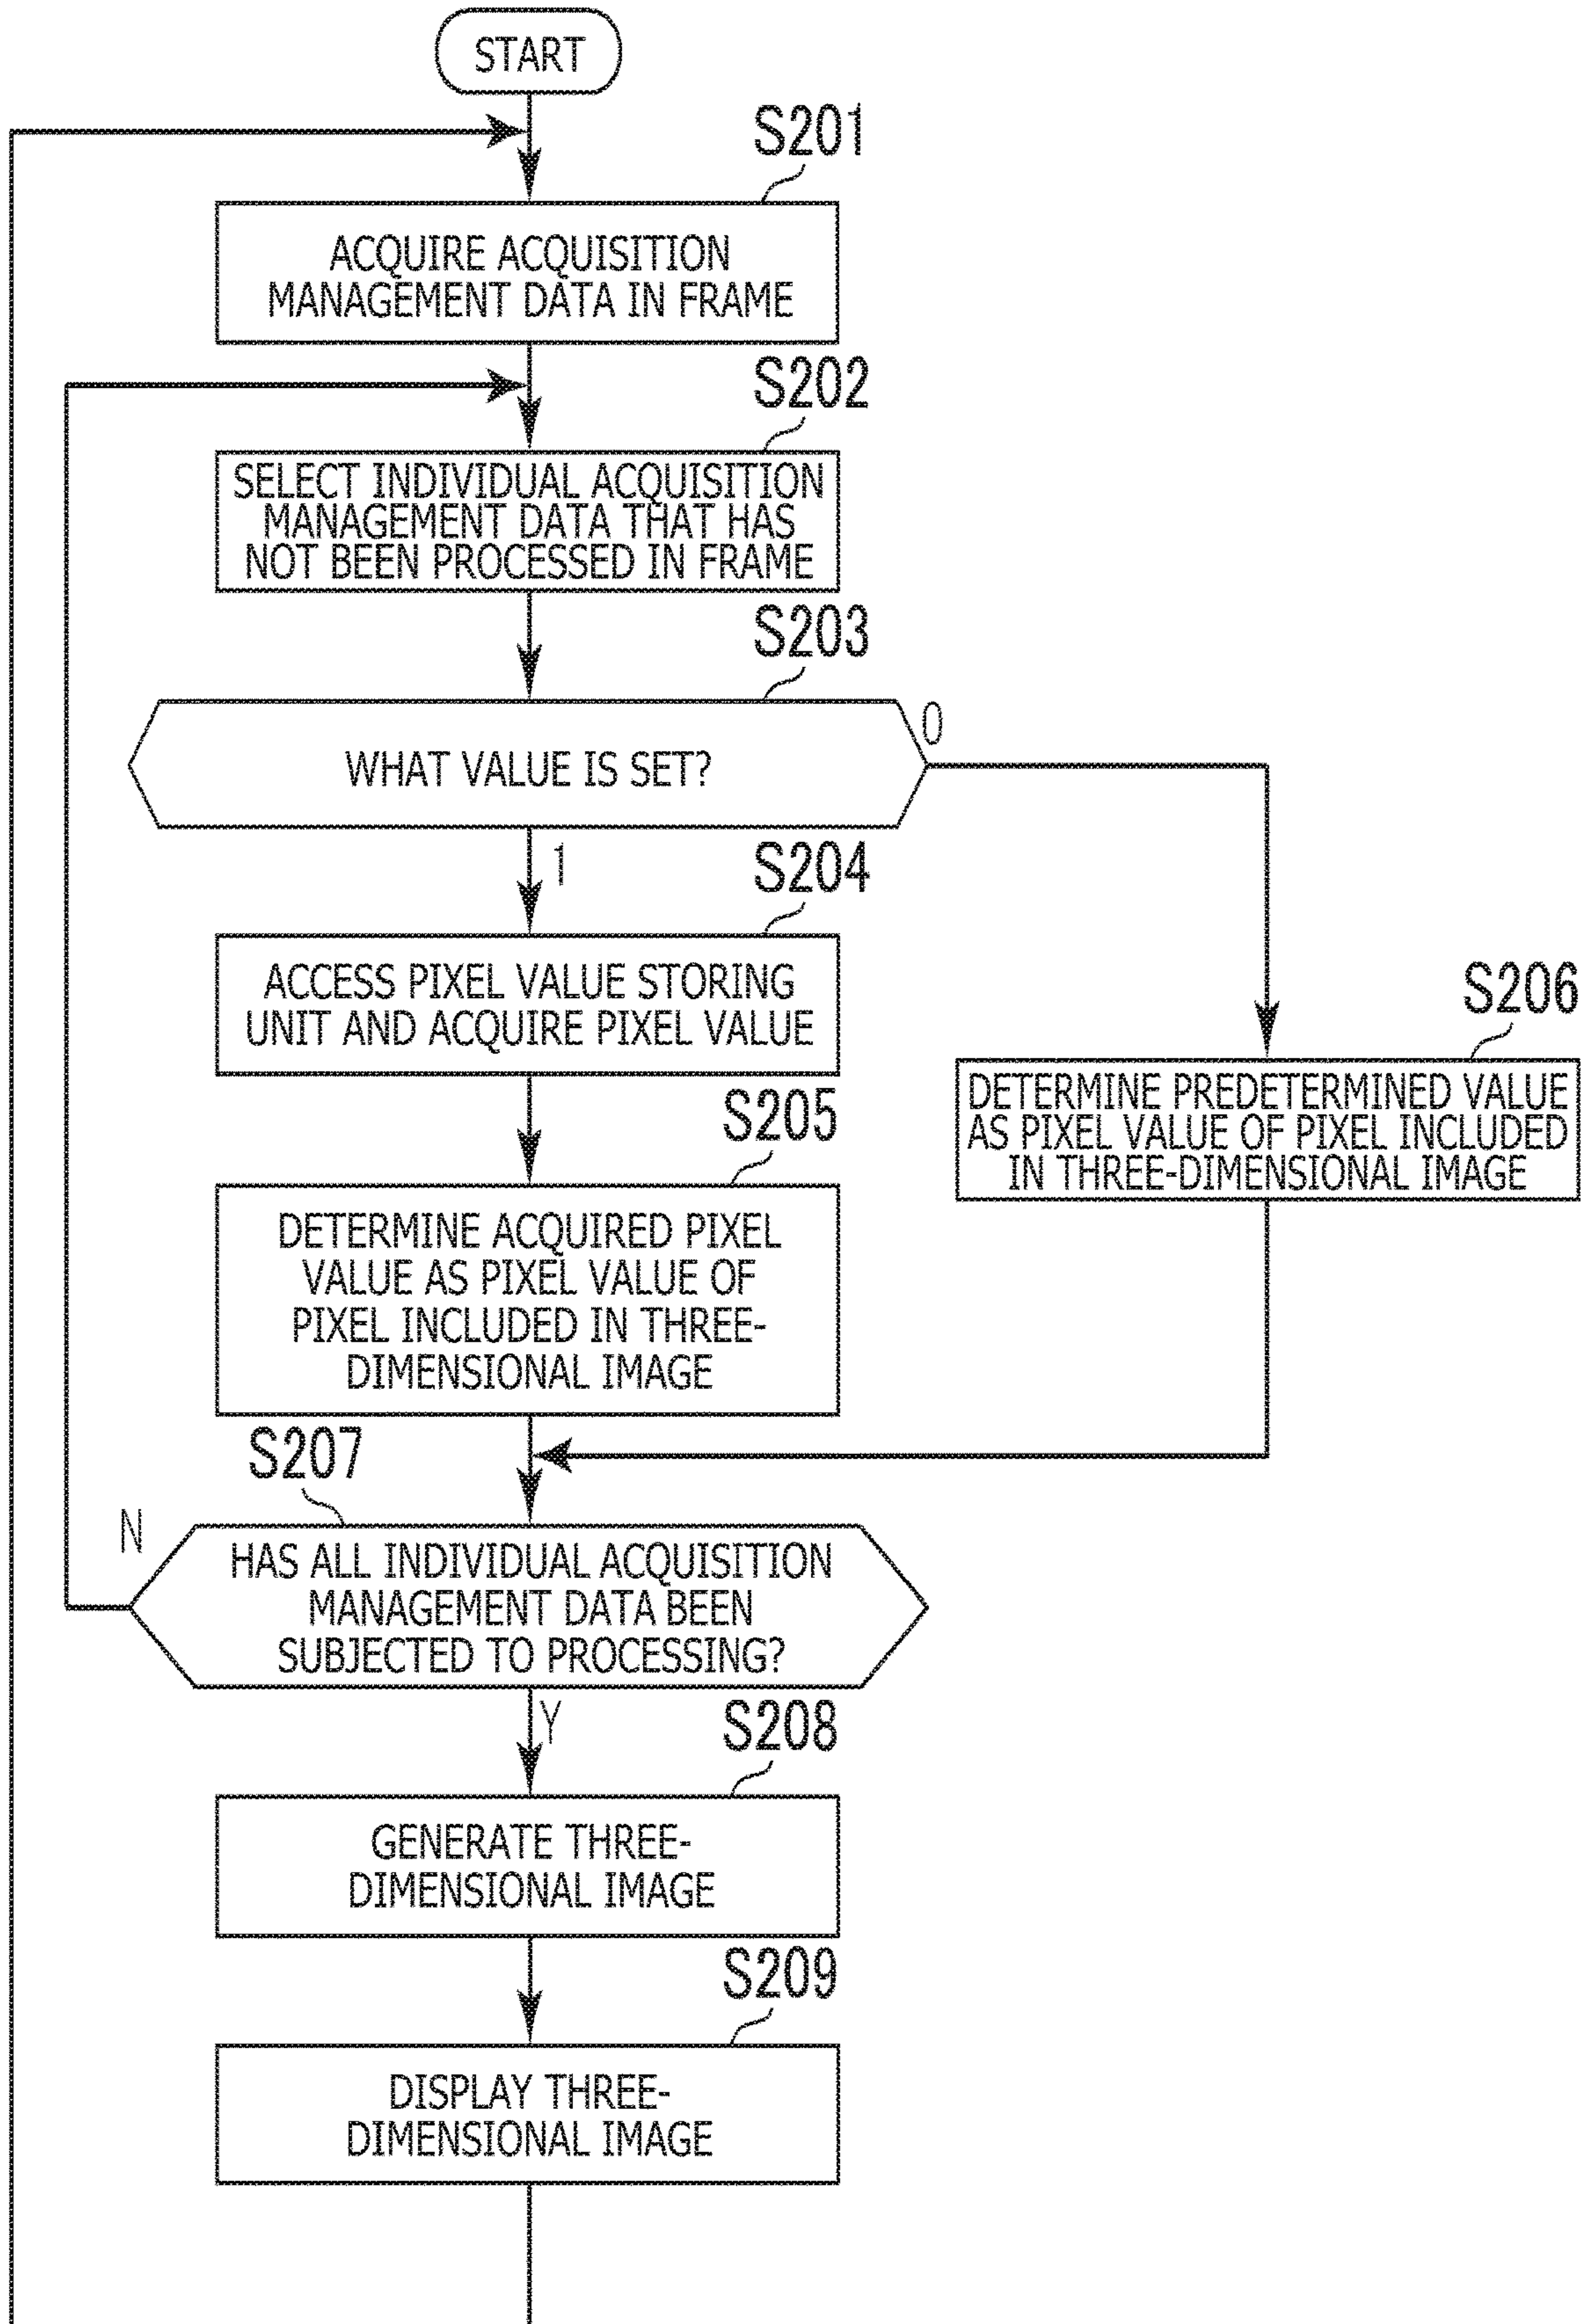 START
S201
ACQUIRE ACQUISITION
MANAGEMENT DATA IN FRAME
S202
SELECT INDIVIDUAL ACQUISITION
MANAGEMENT DATA THAT HAS
NOT BEEN PROCESSED IN FRAME
S203
WHAT VALUE IS SET?
0
1
S204
ACCESS PIXEL VALUE STORING
UNIT AND ACQUIRE PIXEL VALUE
S206
DETERMINE PREDETERMINED VALUE
AS PIXEL VALUE OF PIXEL INCLUDED
IN THREE-DIMENSIONAL IMAGE
S205
DETERMINE ACQUIRED PIXEL
VALUE AS PIXEL VALUE OF
PIXEL INCLUDED IN THREE-
DIMENSIONAL IMAGE
S207
N
HAS ALL INDIVIDUAL ACQUISITION
MANAGEMENT DATA BEEN
SUBJECTED TO PROCESSING?
Y
S208
GENERATE THREE-
DIMENSIONAL IMAGE
S209
DISPLAY THREE-
DIMENSIONAL IMAGE